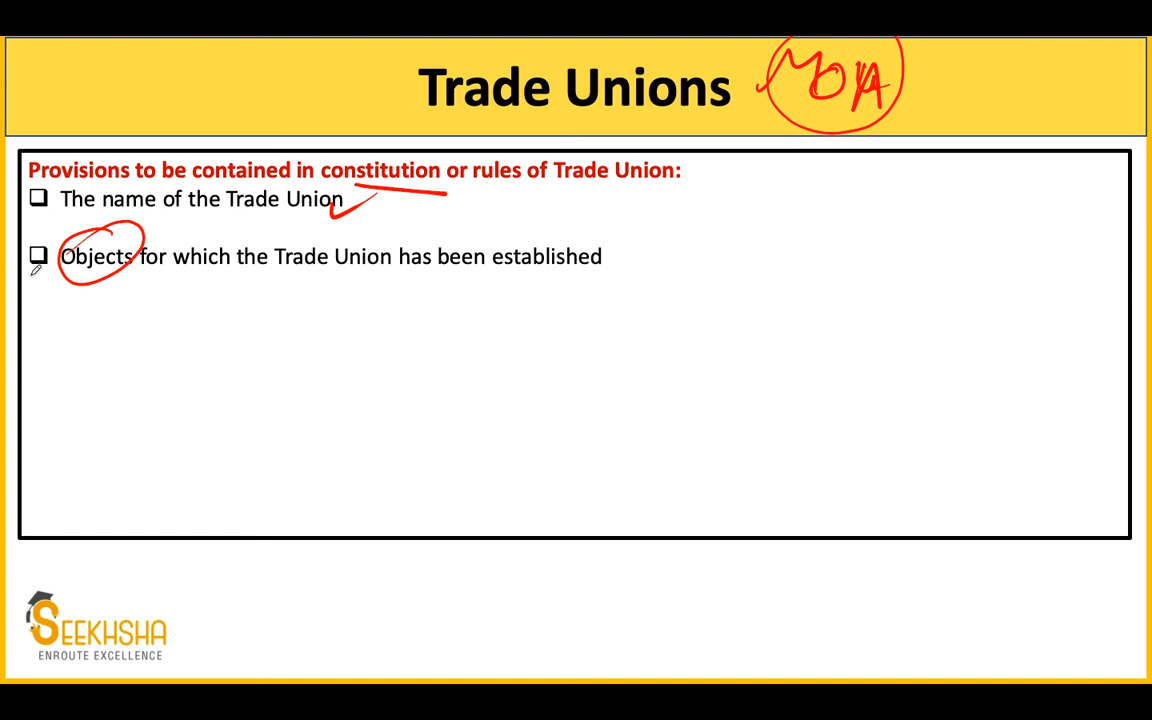 Trade Unions MOA
Provisions to be contained in constitution or rules of Trade Union:
The name of the Trade Union
Objects for which the Trade Union has been established
SEEKHSHA
ENROUTE EXCELLENCE